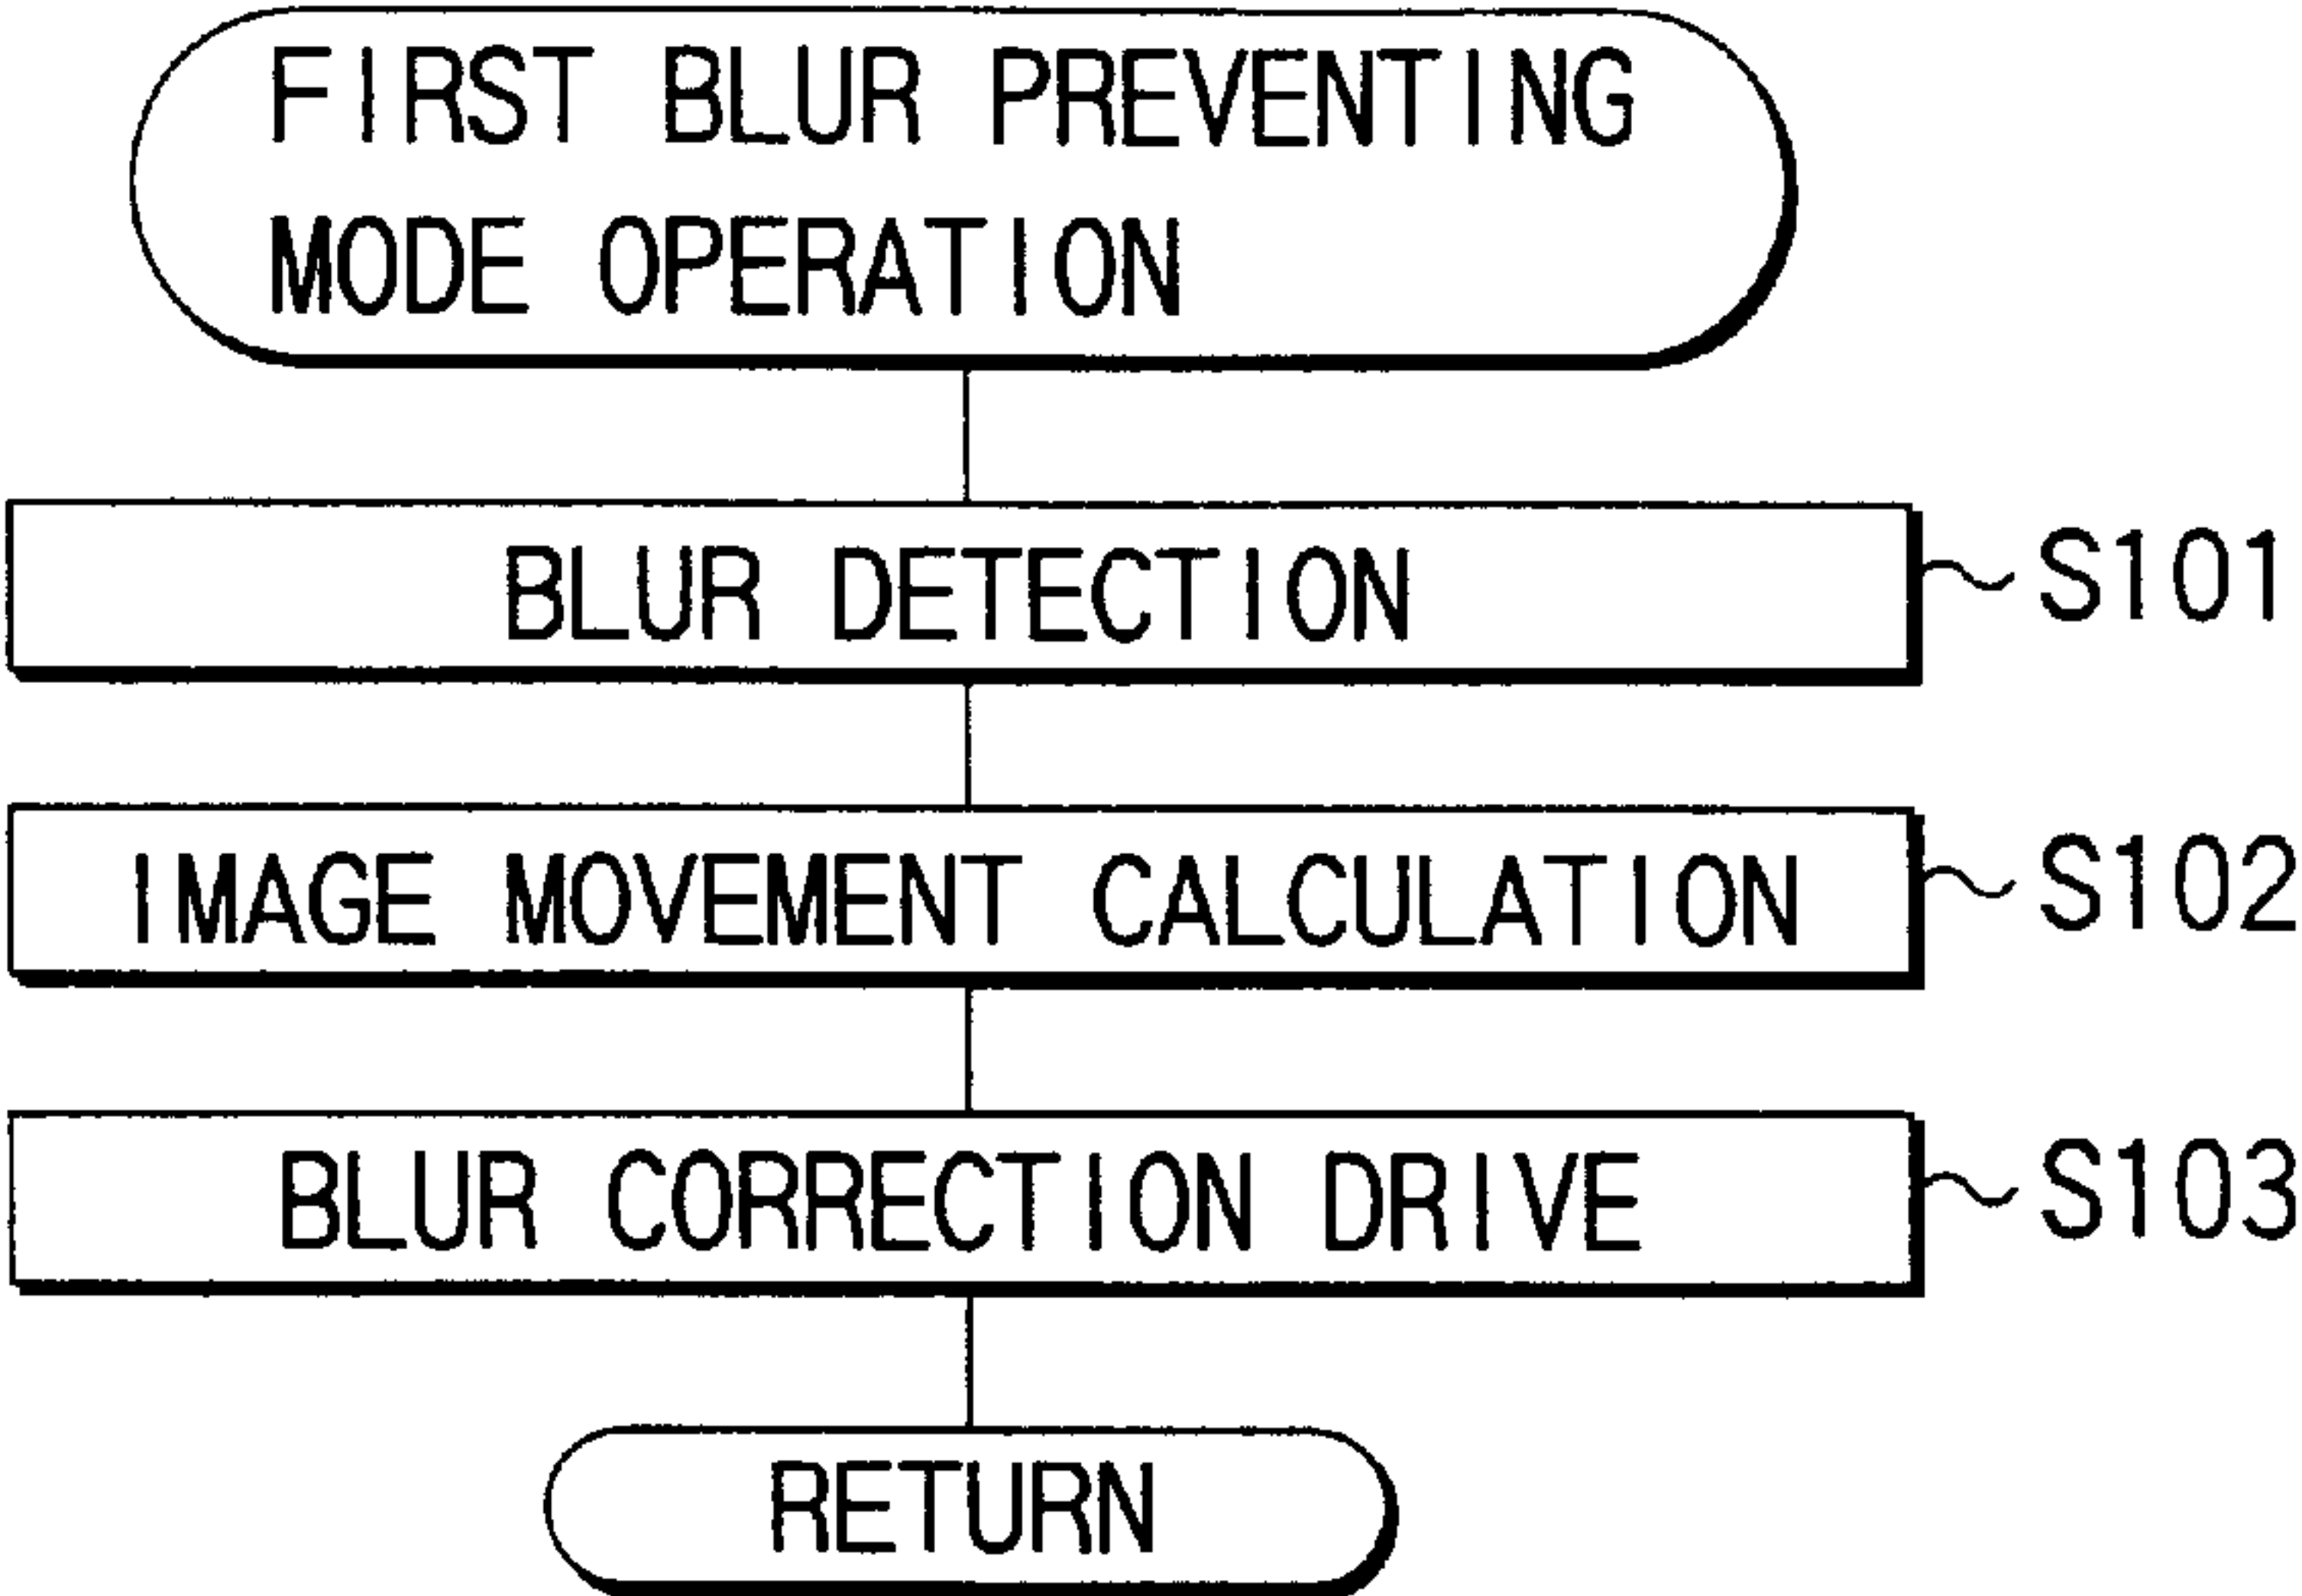 FIRST BLUR PREVENTING
MODE OPERATION
BLUR DETECTION
S101
IMAGE MOVEMENT CALCULATION
S102
BLUR CORRECTION DRIVE
S103
RETURN